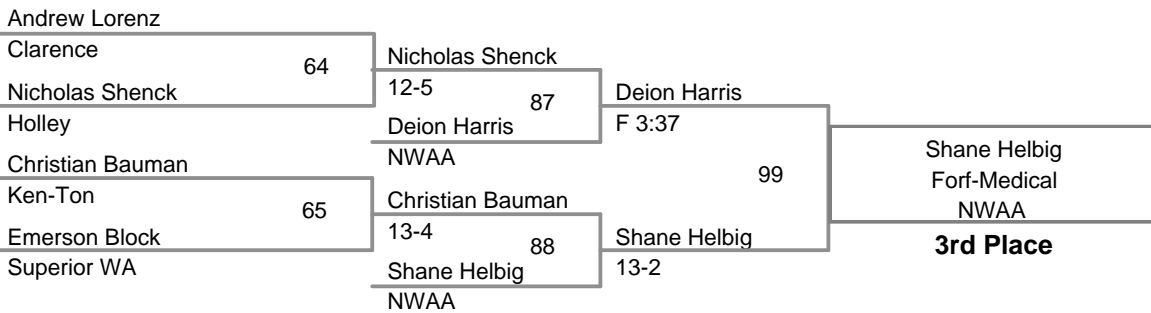 Andrew Lorenz
Clarence
64
Nicholas Shenck
Holley
Christian Bauman
Ken-Ton
65
Emerson Block
Superior WA
Nicholas Shenck
12-5
87
Deion Harris
NWAA
Christian Bauman
13-4
88
Shane Helbig
NWAA
Deion Harris
F 3:37
99
Shane Helbig
13-2
Shane Helbig
Forf-Medical
NWAA
3rd Place